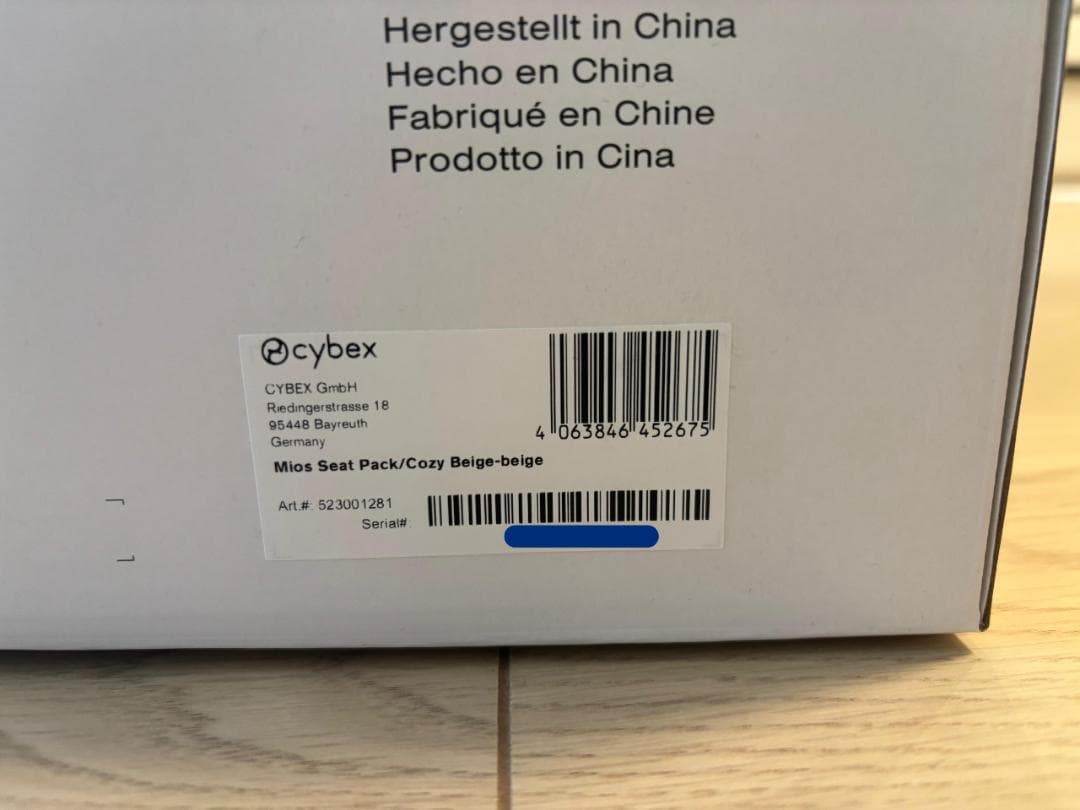 Hergestellt in China
Hecho en China
Fabriqué en Chine
Prodotto in Cina
cybex
CYBEX GmbH
Riedingerstrasse 18
95448 Bayreuth
Germany
4 063846 452675
Mios Seat Pack/Cozy Beige-beige
Art.#: 523001281
Serial#